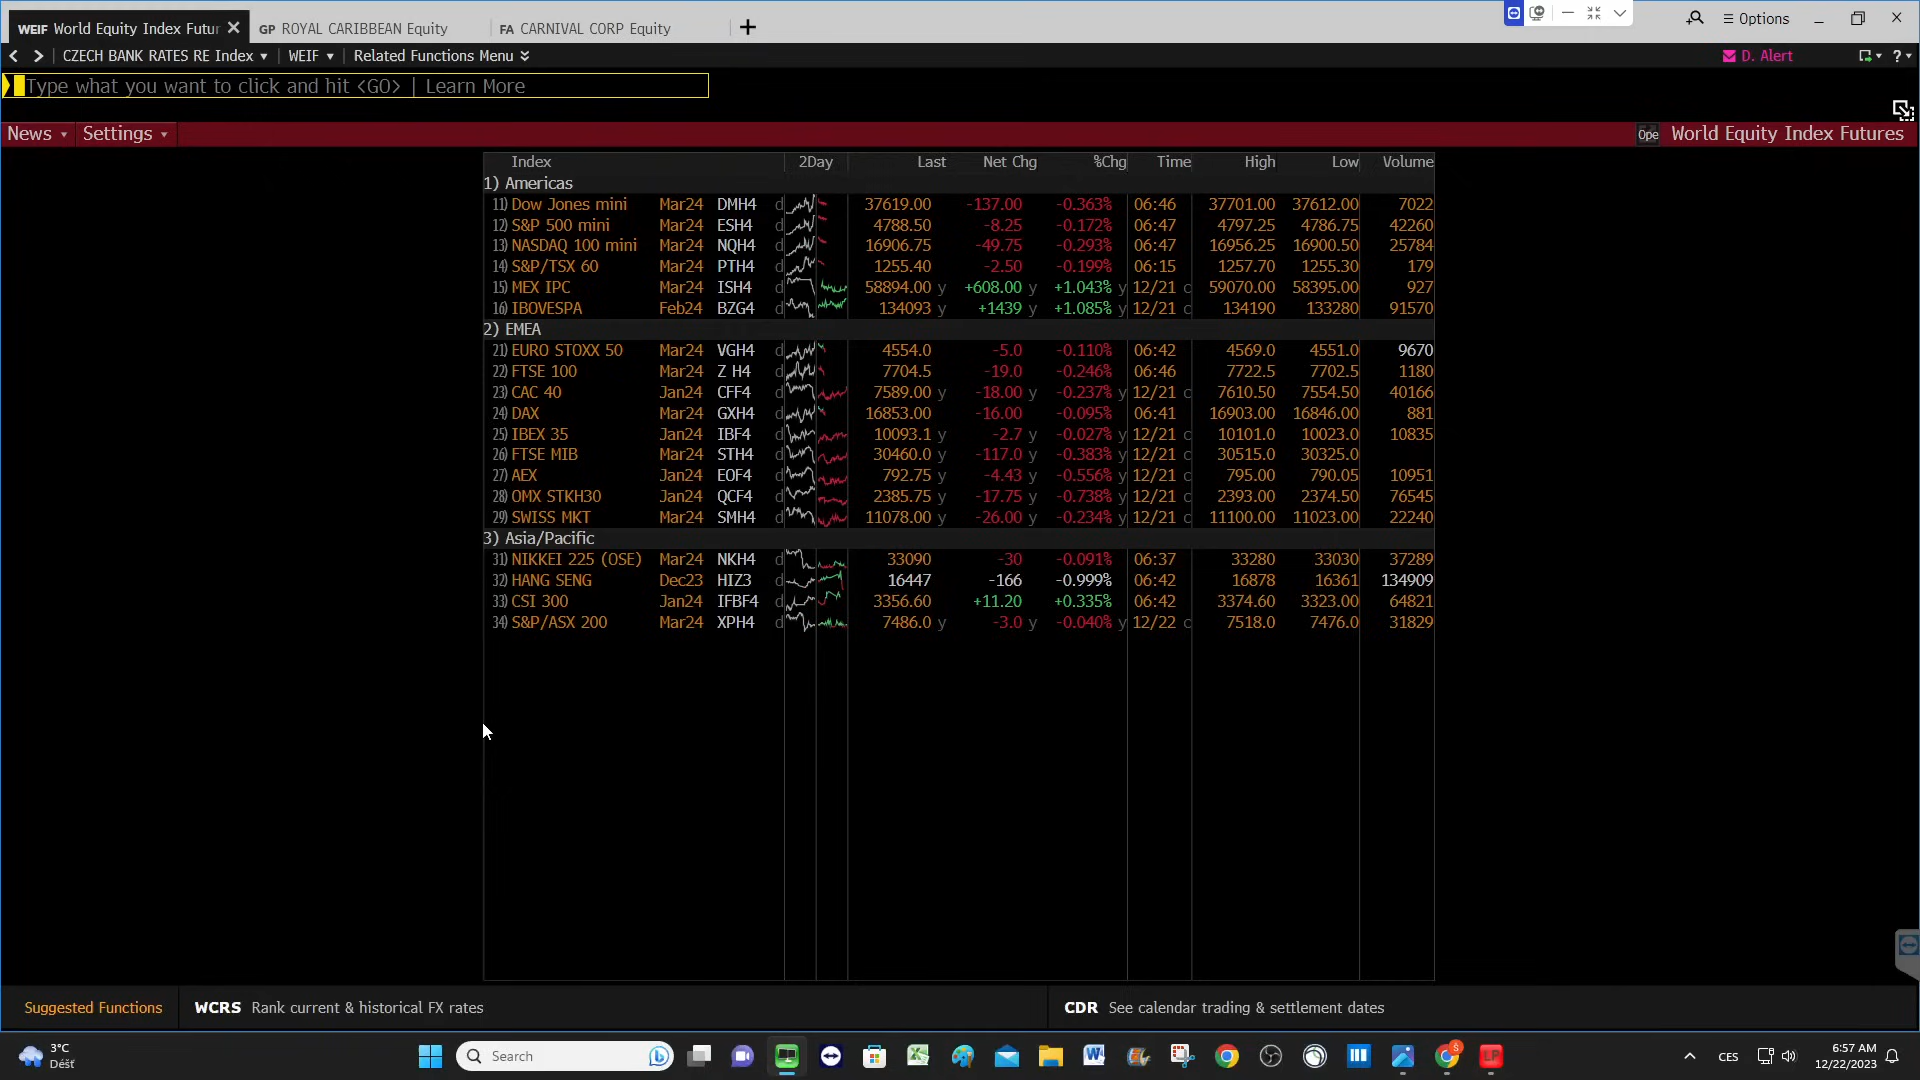 WEIF World Equity Index Futur
GP ROYAL CARIBBEAN Equity
FA CARNIVAL CORP Equity
Options
CZECH BANK RATES RE Index
WEIF
Related Functions Menu
D. Alert
?
Type what you want to click and hit <GO> | Learn More
News
Settings
Ope
World Equity Index Futures
Index 2Day Last Net Chg %Chg Time High Low Volume
1) Americas
11) Dow Jones mini Mar24 DMH4 d 37619.00 -137.00 -0.363% 06:46 37701.00 37612.00 7022
12) S&P 500 mini Mar24 ESH4 d 4788.50 -8.25 -0.172% 06:47 4797.25 4786.75 42260
13) NASDAQ 100 mini Mar24 NQH4 d 16906.75 -49.75 -0.293% 06:47 16956.25 16900.50 25784
14) S&P/TSX 60 Mar24 PTH4 d 1255.40 -2.50 -0.199% 06:15 1257.70 1255.30 179
15) MEX IPC Mar24 ISH4 d 58894.00 y +608.00 y +1.043% y 12/21 c 59070.00 58395.00 927
16) IBOVESPA Feb24 BZG4 d 134093 y +1439 y +1.085% y 12/21 c 134190 133280 91570
2) EMEA
21) EURO STOXX 50 Mar24 VGH4 d 4554.0 -5.0 -0.110% 06:42 4569.0 4551.0 9670
22) FTSE 100 Mar24 Z H4 d 7704.5 -19.0 -0.246% 06:46 7722.5 7702.5 1180
23) CAC 40 Jan24 CFF4 d 7589.00 y -18.00 y -0.237% y 12/21 c 7610.50 7554.50 40166
24) DAX Mar24 GXH4 d 16853.00 -16.00 -0.095% 06:41 16903.00 16846.00 881
25) IBEX 35 Jan24 IBF4 d 10093.1 y -2.7 y -0.027% y 12/21 c 10101.0 10023.0 10835
26) FTSE MIB Mar24 STH4 d 30460.0 y -117.0 y -0.383% y 12/21 c 30515.0 30325.0
27) AEX Jan24 EOF4 d 792.75 y -4.43 y -0.556% y 12/21 c 795.00 790.05 10951
28) OMX STKH30 Jan24 QCF4 d 2385.75 y -17.75 y -0.738% y 12/21 c 2393.00 2374.50 76545
29) SWISS MKT Mar24 SMH4 d 11078.00 y -26.00 y -0.234% y 12/21 c 11100.00 11023.00 22240
3) Asia/Pacific
31) NIKKEI 225 (OSE) Mar24 NKH4 d 33090 -30 -0.091% 06:37 33280 33030 37289
32) HANG SENG Dec23 HIZ3 d 16447 -166 -0.999% 06:42 16878 16361 134909
33) CSI 300 Jan24 IFBF4 d 3356.60 +11.20 +0.335% 06:42 3374.60 3323.00 64821
34) S&P/ASX 200 Mar24 XPH4 d 7486.0 y -3.0 y -0.040% y 12/22 c 7518.0 7476.0 31829
Suggested Functions
WCRS Rank current & historical FX rates
CDR See calendar trading & settlement dates
3°C
Déšť
Search
CES
6:57 AM
12/22/2023